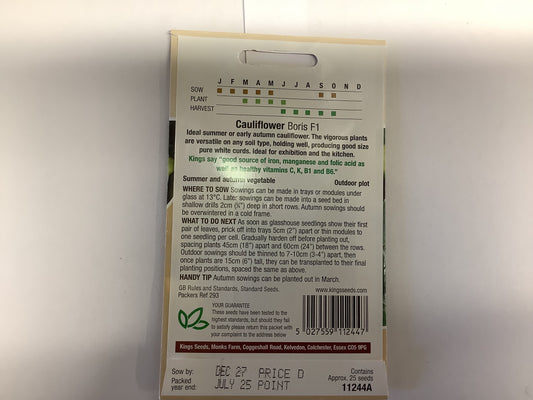 J F M A M J J A S O N D
SOW
PLANT
HARVEST
Cauliflower Boris F1
Ideal summer or early autumn cauliflower. The vigorous plants
are versatile on any soil type, holding well, producing good size
pure white curds. Ideal for exhibition and the kitchen.
Kings say "good source of iron, manganese and folic acid as
well as healthy vitamins C, K, B1 and B6."
Summer and autumn vegetable Outdoor plot
WHERE TO SOW Sowings can be made in trays or modules under
glass at 13°C. Late: sowings can be made into a seed bed in
shallow drills 2cm (¾") deep in short rows. Autumn sowings should
be overwintered in a cold frame.
WHAT TO DO NEXT As soon as glasshouse seedlings show their first
pair of leaves, prick off into trays 5cm (2") apart or thin modules to
one seedling per cell. Gradually harden off before planting out,
spacing plants 45cm (18") apart and 60cm (24") between the rows.
Outdoor sowings should be thinned to 7-10cm (3-4") apart, then
once plants are 15cm (6") tall, they can be transplanted to their final
planting positions, spaced the same as above.
HANDY TIP Autumn sowings can be planted out in March.
GB Rules and Standards, Standard Seeds.
Packers Ref 293
www.kingsseeds.com
YOUR GUARANTEE
These seeds have been tested to the
highest standards, but should they fail
to satisfy please return this packet with
your complaint to the address below
5 027559 112447
Kings Seeds, Monks Farm, Coggeshall Road, Kelvedon, Colchester, Essex CO5 9PG
Sow by: DEC 27 PRICE D
Packed
year end: JULY 25 POINT
Contains
Approx. 25 seeds
11244A